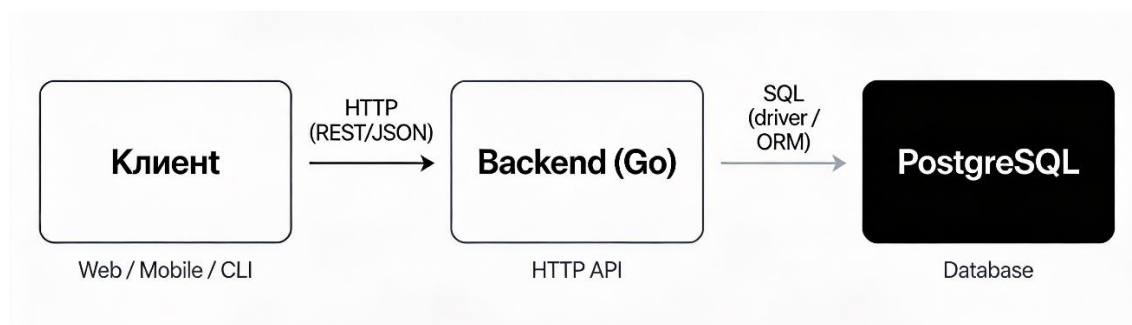 Клиент
Web / Mobile / CLI
HTTP
(REST/JSON)
Backend (Go)
HTTP API
SQL
(driver /
ORM)
PostgreSQL
Database